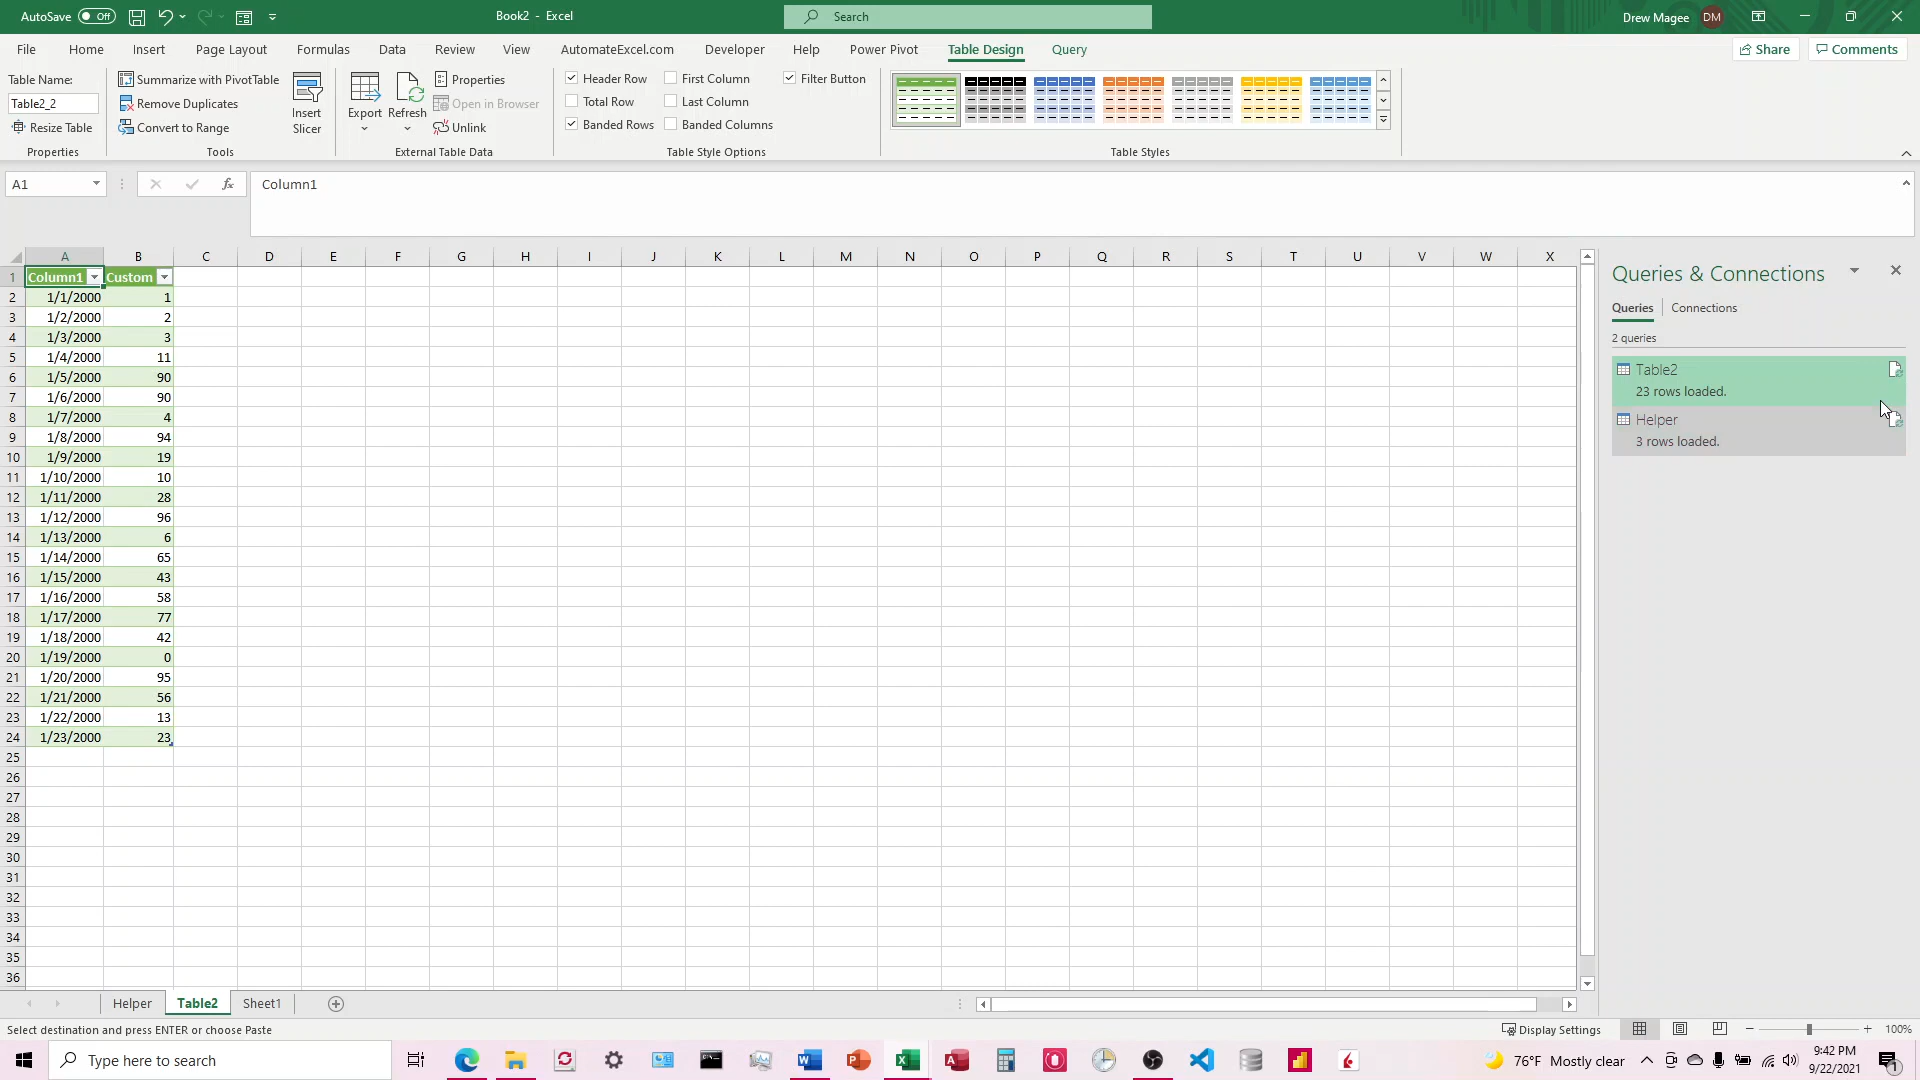 AutoSave Off Book2 - Excel Search Drew Magee DM
File Home Insert Page Layout Formulas Data Review View AutomateExcel.com Developer Help Power Pivot Table Design Query Share Comments
Table Name:
Table2_2
Resize Table
Properties
Summarize with PivotTable
Remove Duplicates
Convert to Range
Tools
Insert
Slicer
Export
Refresh
Properties
Open in Browser
Unlink
External Table Data
Header Row First Column Filter Button
Total Row Last Column
Banded Rows Banded Columns
Table Style Options
Table Styles
A1 fx Column1
A B C D E F G H I J K L M N O P Q R S T U V W X
1 Column1 Custom
2 1/1/2000 1
3 1/2/2000 2
4 1/3/2000 3
5 1/4/2000 11
6 1/5/2000 90
7 1/6/2000 90
8 1/7/2000 4
9 1/8/2000 94
10 1/9/2000 19
11 1/10/2000 10
12 1/11/2000 28
13 1/12/2000 96
14 1/13/2000 6
15 1/14/2000 65
16 1/15/2000 43
17 1/16/2000 58
18 1/17/2000 77
19 1/18/2000 42
20 1/19/2000 0
21 1/20/2000 95
22 1/21/2000 56
23 1/22/2000 13
24 1/23/2000 23
25
26
27
28
29
30
31
32
33
34
35
36
Queries & Connections
Queries Connections
2 queries
Table2
23 rows loaded.
Helper
3 rows loaded.
Helper Table2 Sheet1
Select destination and press ENTER or choose Paste Display Settings 100%
Type here to search
76°F Mostly clear
9:42 PM
9/22/2021
1